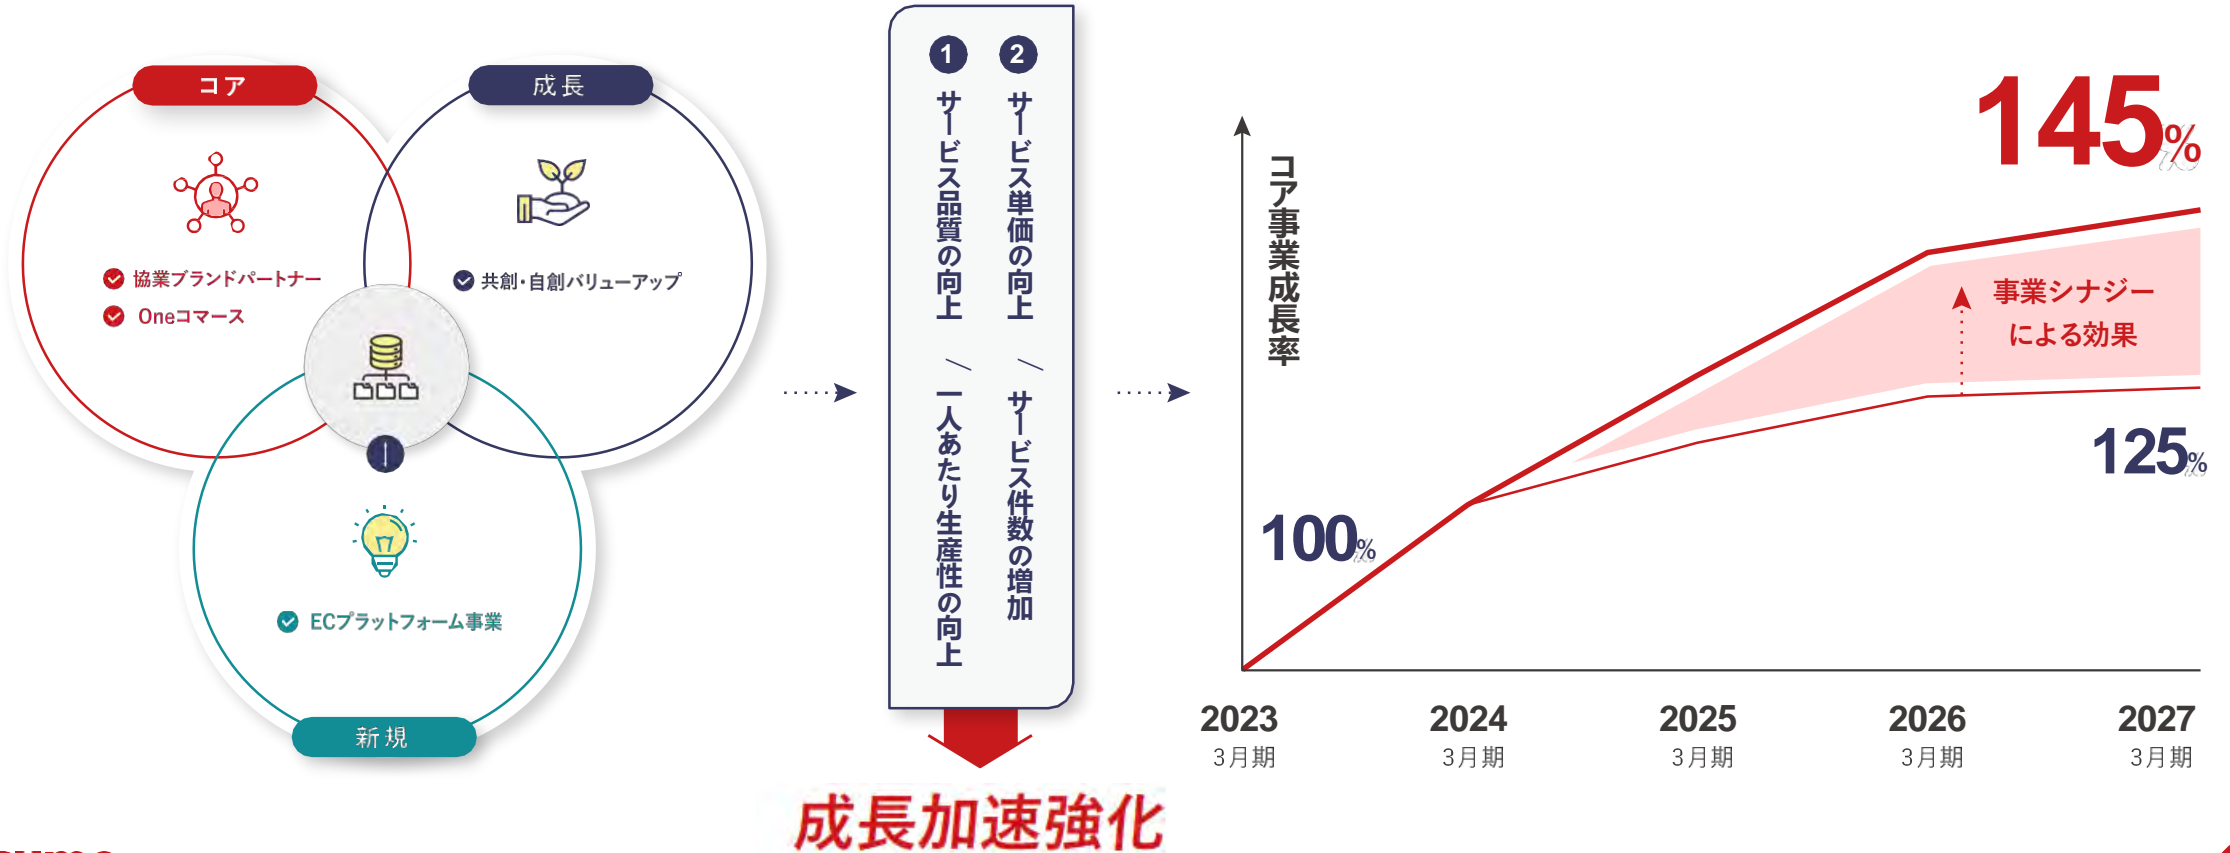 コア
成長
協業ブランドパートナー
Oneコマース
共創・自創バリューアップ
ECプラットフォーム事業
新規
1
サービス品質の向上 / 一人あたり生産性の向上
2
サービス単価の向上 / サービス件数の増加
成長加速強化
コア事業成長率
145%
事業シナジー
による効果
125%
100%
2023
3月期
2024
3月期
2025
3月期
2026
3月期
2027
3月期